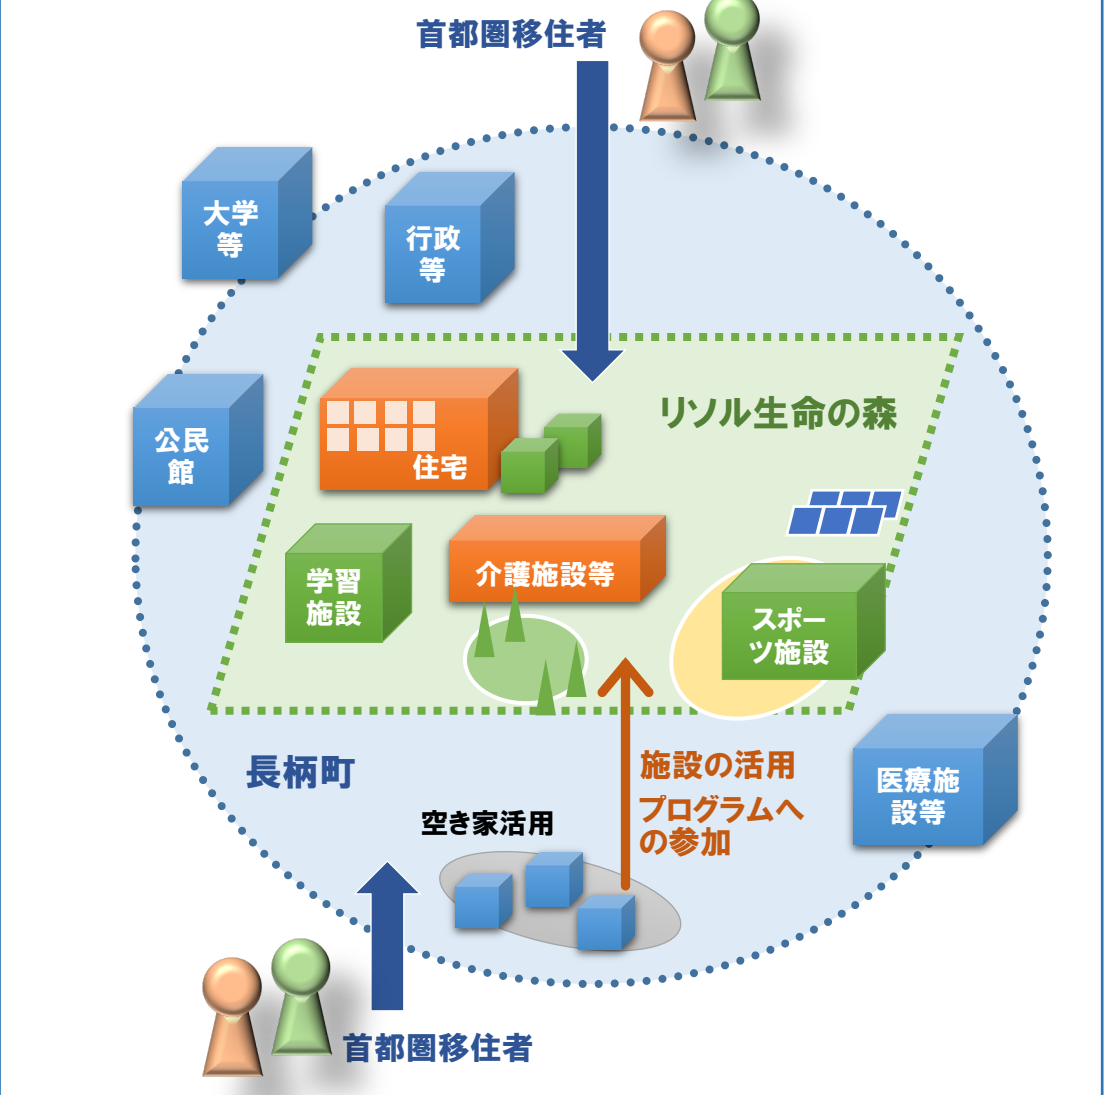 首都圏移住者
大学
等
行政
等
公民
館
リソル生命の森
住宅
学習
施設
介護施設等
スポー
ツ施設
長柄町
施設の活用
プログラムへ
の参加
医療施
設等
空き家活用
首都圏移住者